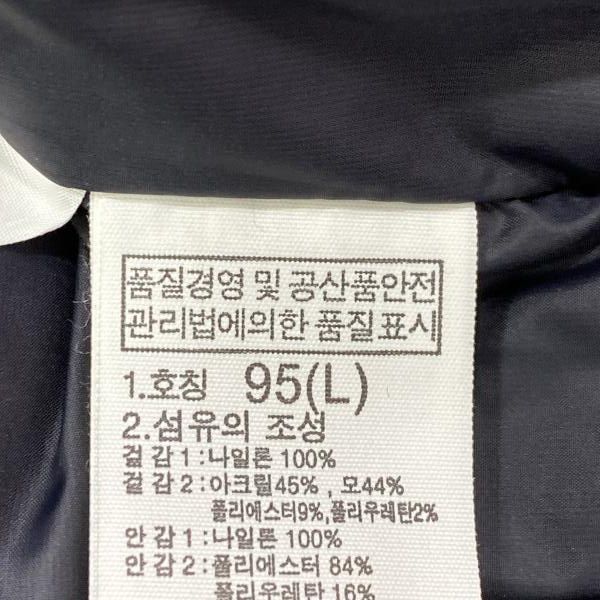 품질경영 및 공산품안전
관리법에의한 품질표시
1.호칭 95(L)
2.섬유의 조성
겉 감 1 : 나일론 100%
겉 감 2 : 아크릴45% , 모44%
폴리에스터9%,폴리우레탄2%
안 감 1 : 나일론 100%
안 감 2 : 폴리에스터 84%
폴리우레탄 16%